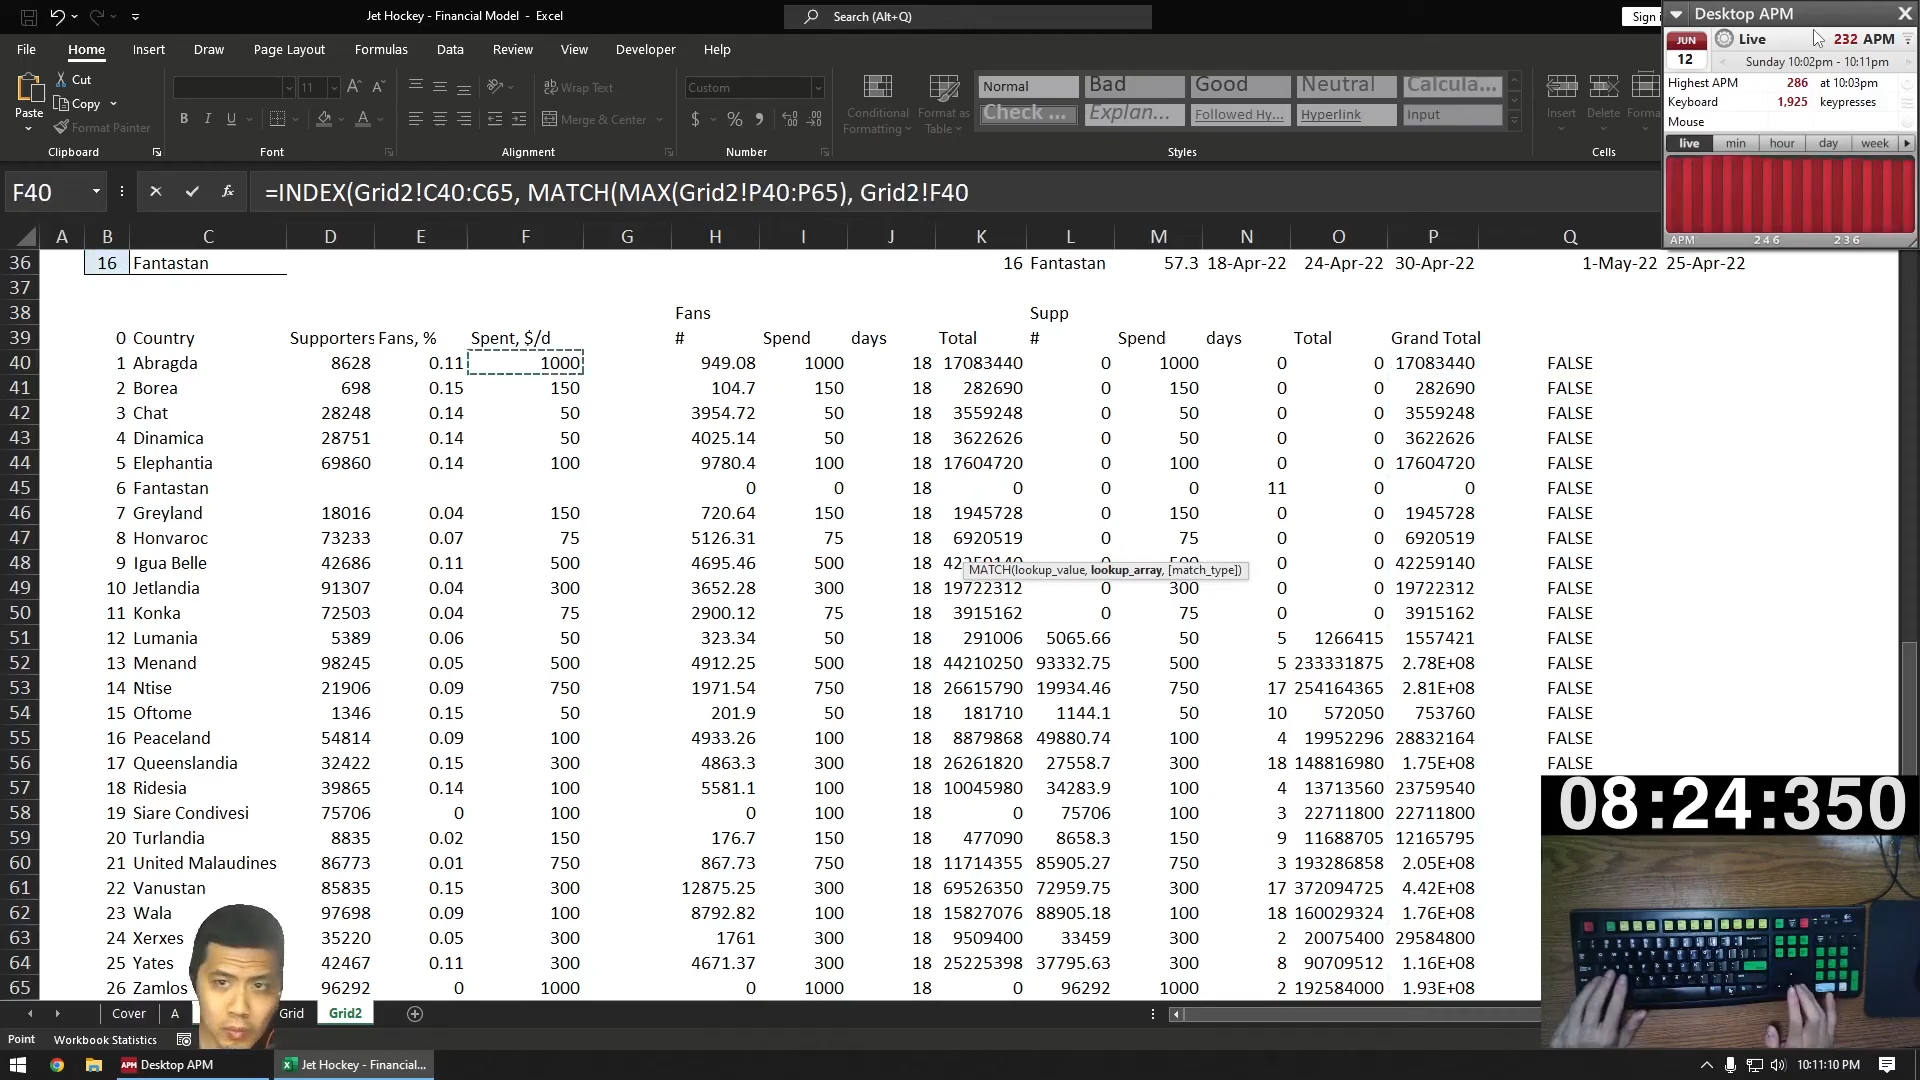 Jet Hockey - Financial Model - Excel
Search (Alt+Q)
Sign i
Desktop APM
File Home Insert Draw Page Layout Formulas Data Review View Developer Help
JUN 12
Live 232 APM
Sunday 10:02pm - 10:11pm
Highest APM 286 at 10:03pm
Keyboard 1,925 keypresses
Mouse
live min hour day week
APM 246 236
Paste
Cut
Copy
Format Painter
11
B I U
Wrap Text
Merge & Center
Custom
$ %
Conditional Formatting
Format as Table
Normal Bad Good Neutral Calcula...
Check ... Explan... Followed Hy... Hyperlink Input
Insert Delete Forma
Clipboard Font Alignment Number Styles Cells
F40 fx =INDEX(Grid2!C40:C65, MATCH(MAX(Grid2!P40:P65), Grid2!F40
A B C D E F G H I J K L M N O P Q
36 16 Fantastan 16 Fantastan 57.3 18-Apr-22 24-Apr-22 30-Apr-22 1-May-22 25-Apr-22
37
38 Fans Supp
39 0 Country Supporters Fans, % Spent, $/d # Spend days Total # Spend days Total Grand Total
40 1 Abragda 8628 0.11 1000 949.08 1000 18 17083440 0 1000 0 0 17083440 FALSE
41 2 Borea 698 0.15 150 104.7 150 18 282690 0 150 0 0 282690 FALSE
42 3 Chat 28248 0.14 50 3954.72 50 18 3559248 0 50 0 0 3559248 FALSE
43 4 Dinamica 28751 0.14 50 4025.14 50 18 3622626 0 50 0 0 3622626 FALSE
44 5 Elephantia 69860 0.14 100 9780.4 100 18 17604720 0 100 0 0 17604720 FALSE
45 6 Fantastan 0 0 18 0 0 0 11 0 0 FALSE
46 7 Greyland 18016 0.04 150 720.64 150 18 1945728 0 150 0 0 1945728 FALSE
47 8 Honvaroc 73233 0.07 75 5126.31 75 18 6920519 0 75 0 0 6920519 FALSE
48 9 Igua Belle 42686 0.11 500 4695.46 500 18 42259140 0 500 0 0 42259140 FALSE
MATCH(lookup_value, lookup_array, [match_type])
49 10 Jetlandia 91307 0.04 300 3652.28 300 18 19722312 0 300 0 0 19722312 FALSE
50 11 Konka 72503 0.04 75 2900.12 75 18 3915162 0 75 0 0 3915162 FALSE
51 12 Lumania 5389 0.06 50 323.34 50 18 291006 5065.66 50 5 1266415 1557421 FALSE
52 13 Menand 98245 0.05 500 4912.25 500 18 44210250 93332.75 500 5 233331875 2.78E+08 FALSE
53 14 Ntise 21906 0.09 750 1971.54 750 18 26615790 19934.46 750 17 254164365 2.81E+08 FALSE
54 15 Oftome 1346 0.15 50 201.9 50 18 181710 1144.1 50 10 572050 753760 FALSE
55 16 Peaceland 54814 0.09 100 4933.26 100 18 8879868 49880.74 100 4 19952296 28832164 FALSE
56 17 Queenslandia 32422 0.15 300 4863.3 300 18 26261820 27558.7 300 18 148816980 1.75E+08 FALSE
57 18 Ridesia 39865 0.14 100 5581.1 100 18 10045980 34283.9 100 4 13713560 23759540
58 19 Siare Condivesi 75706 0 100 0 100 18 0 75706 100 3 22711800 22711800
59 20 Turlandia 8835 0.02 150 176.7 150 18 477090 8658.3 150 9 11688705 12165795
60 21 United Malaudines 86773 0.01 750 867.73 750 18 11714355 85905.27 750 3 193286858 2.05E+08
61 22 Vanustan 85835 0.15 300 12875.25 300 18 69526350 72959.75 300 17 372094725 4.42E+08
62 23 Wala 97698 0.09 100 8792.82 100 18 15827076 88905.18 100 18 160029324 1.76E+08
63 24 Xerxes 35220 0.05 300 1761 300 18 9509400 33459 300 2 20075400 29584800
64 25 Yates 42467 0.11 300 4671.37 300 18 25225398 37795.63 300 8 90709512 1.16E+08
65 26 Zamlos 96292 0 1000 0 1000 18 0 96292 1000 2 192584000 1.93E+08
08:24:350
Cover A Grid Grid2
Point Workbook Statistics
APM Desktop APM
Jet Hockey - Financial...
10:11:10 PM